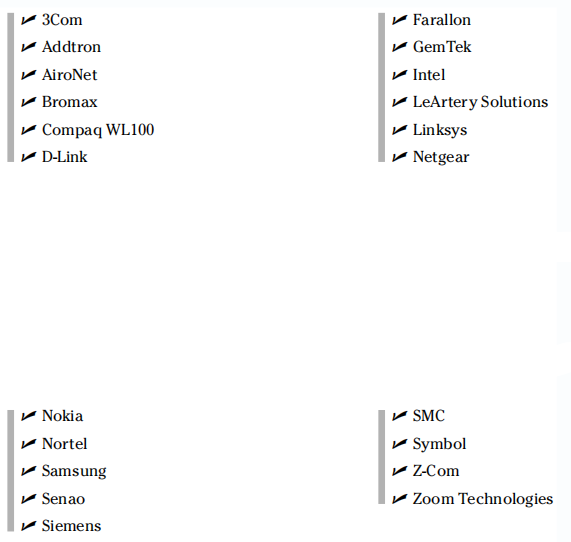 3Com
Addtron
AiroNet
Bromax
Compaq WL100
D-Link
Farallon
GemTek
Intel
LeArtery Solutions
Linksys
Netgear
Nokia
Nortel
Samsung
Senao
Siemens
SMC
Symbol
Z-Com
Zoom Technologies